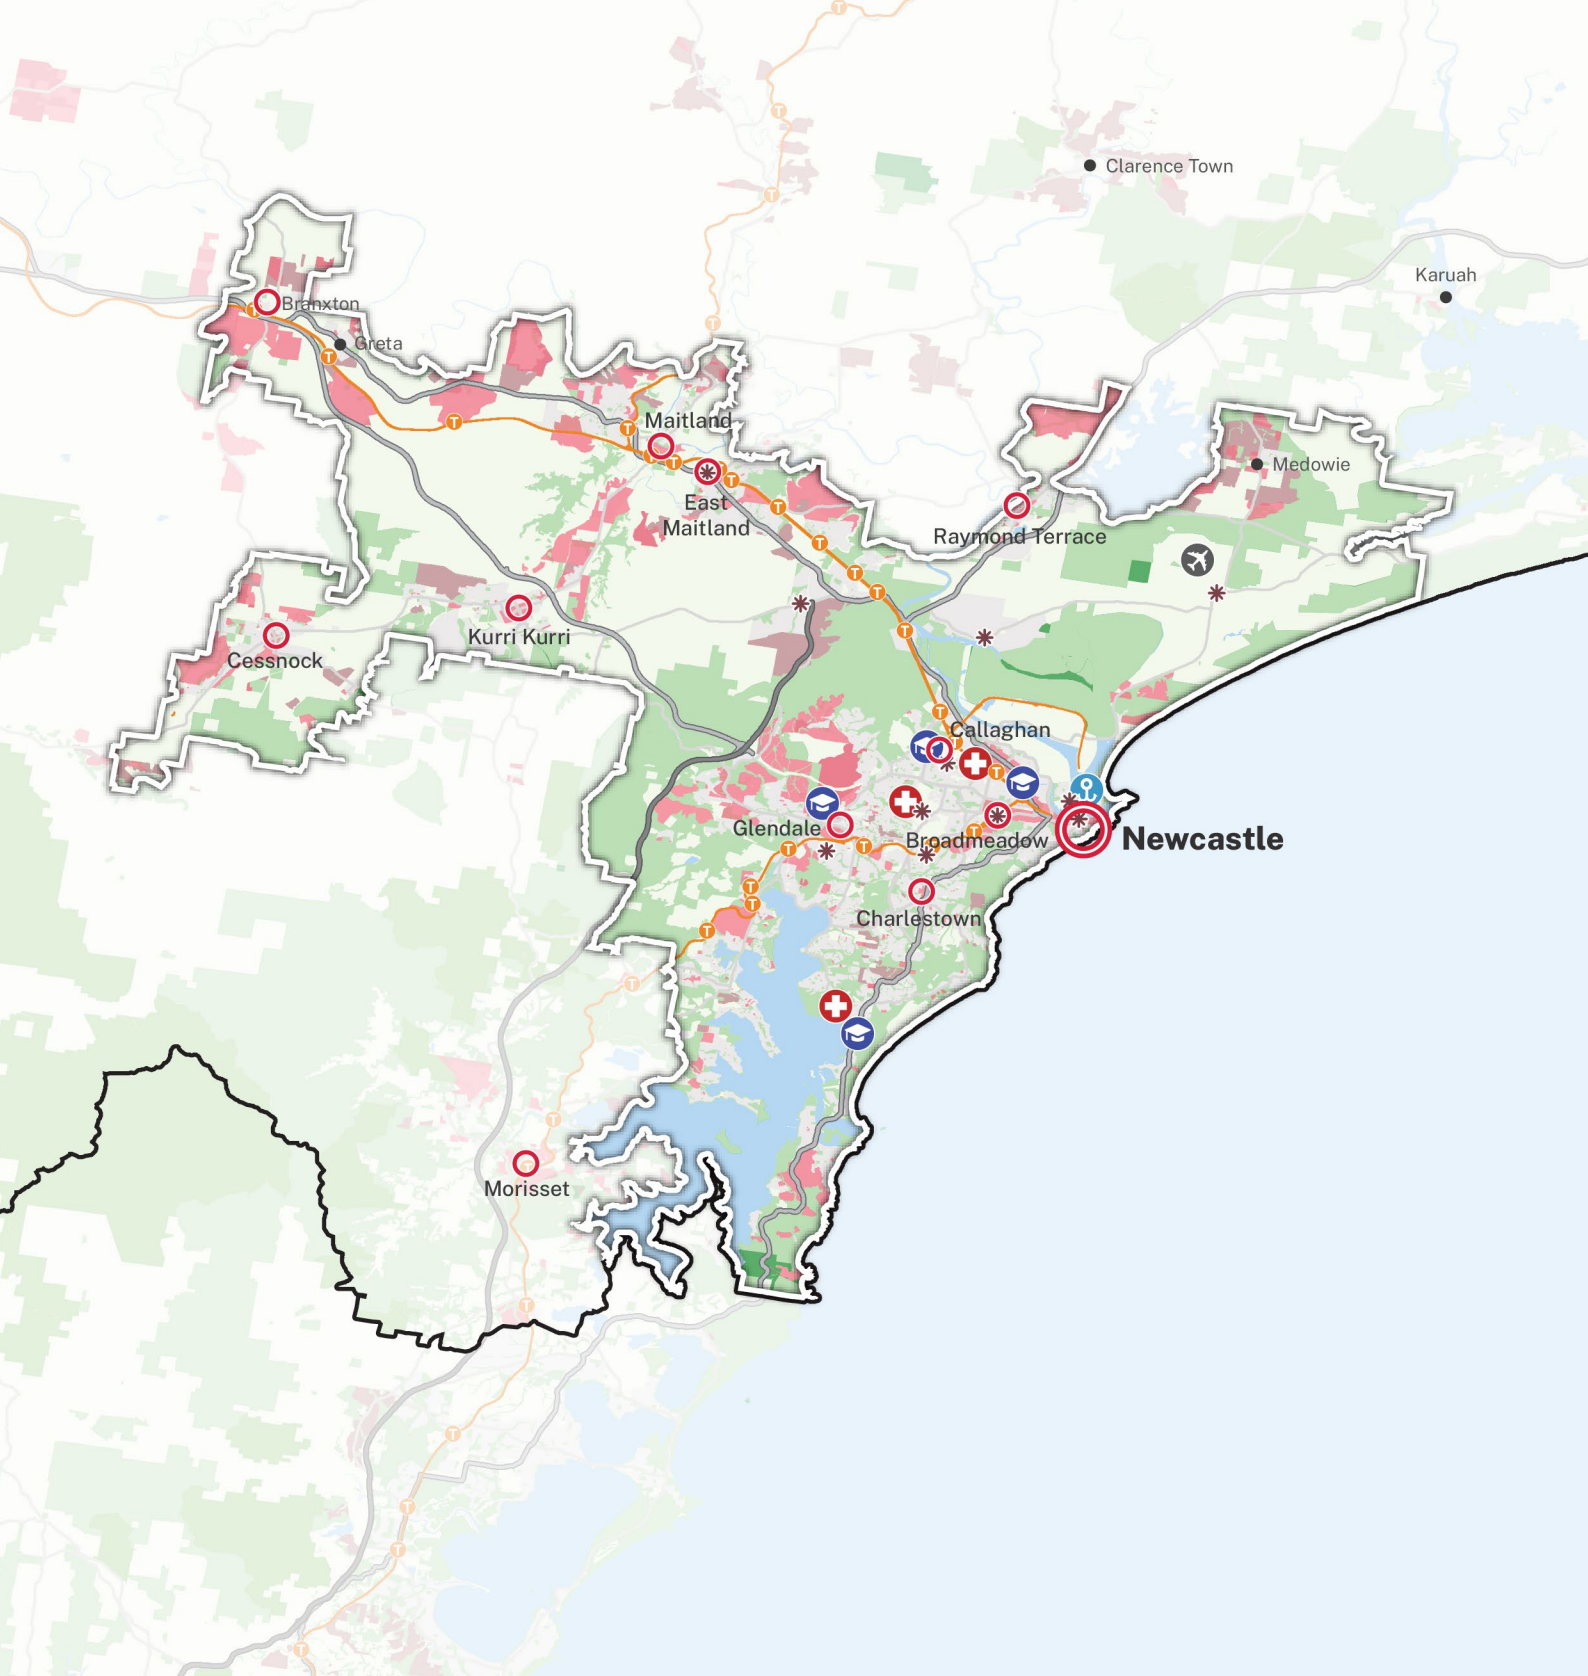 Clarence Town
Karuah
Branxton
Greta
Maitland
East
Maitland
Medowie
Raymond Terrace
Kurri Kurri
Cessnock
Callaghan
Glendale
Broadmeadow
Newcastle
Charlestown
Morisset